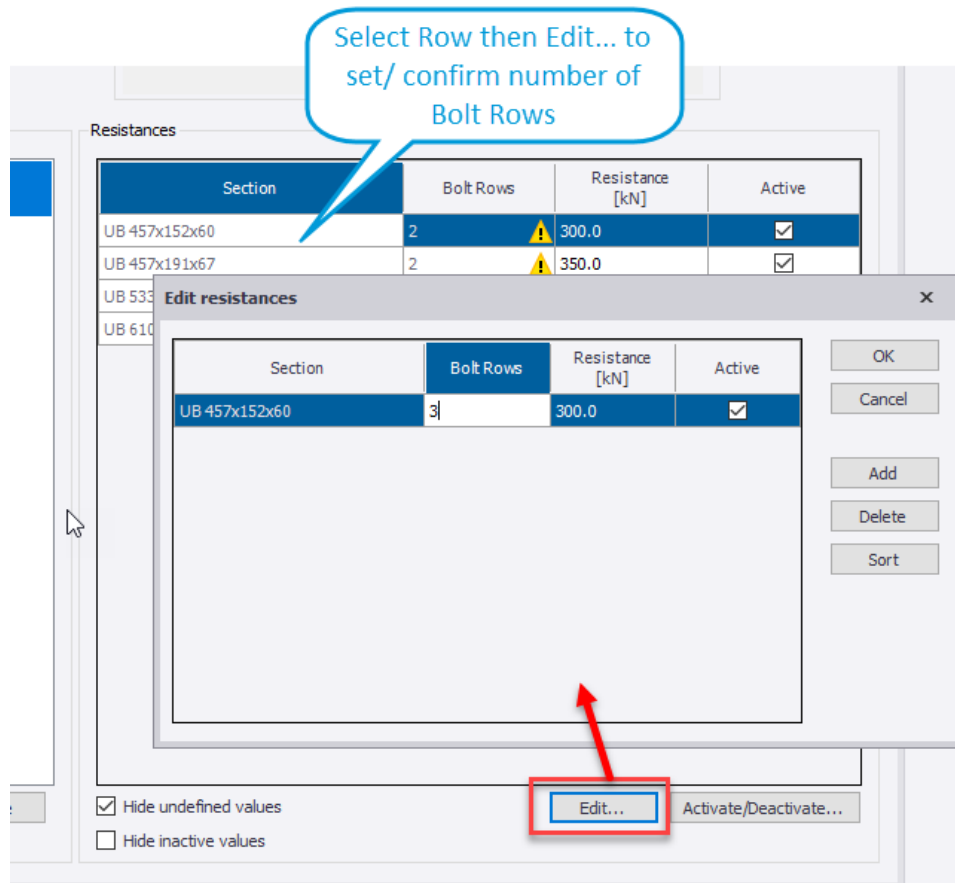 Select Row then Edit... to
set/ confirm number of
Bolt Rows
Resistances
Section Bolt Rows Resistance [kN] Active
UB 457x152x60 2 300.0
UB 457x191x67 2 350.0
UB 533
UB 610
Edit resistances x
Section Bolt Rows Resistance [kN] Active
UB 457x152x60 3 300.0
OK
Cancel
Add
Delete
Sort
Hide undefined values
Edit... Activate/Deactivate...
Hide inactive values